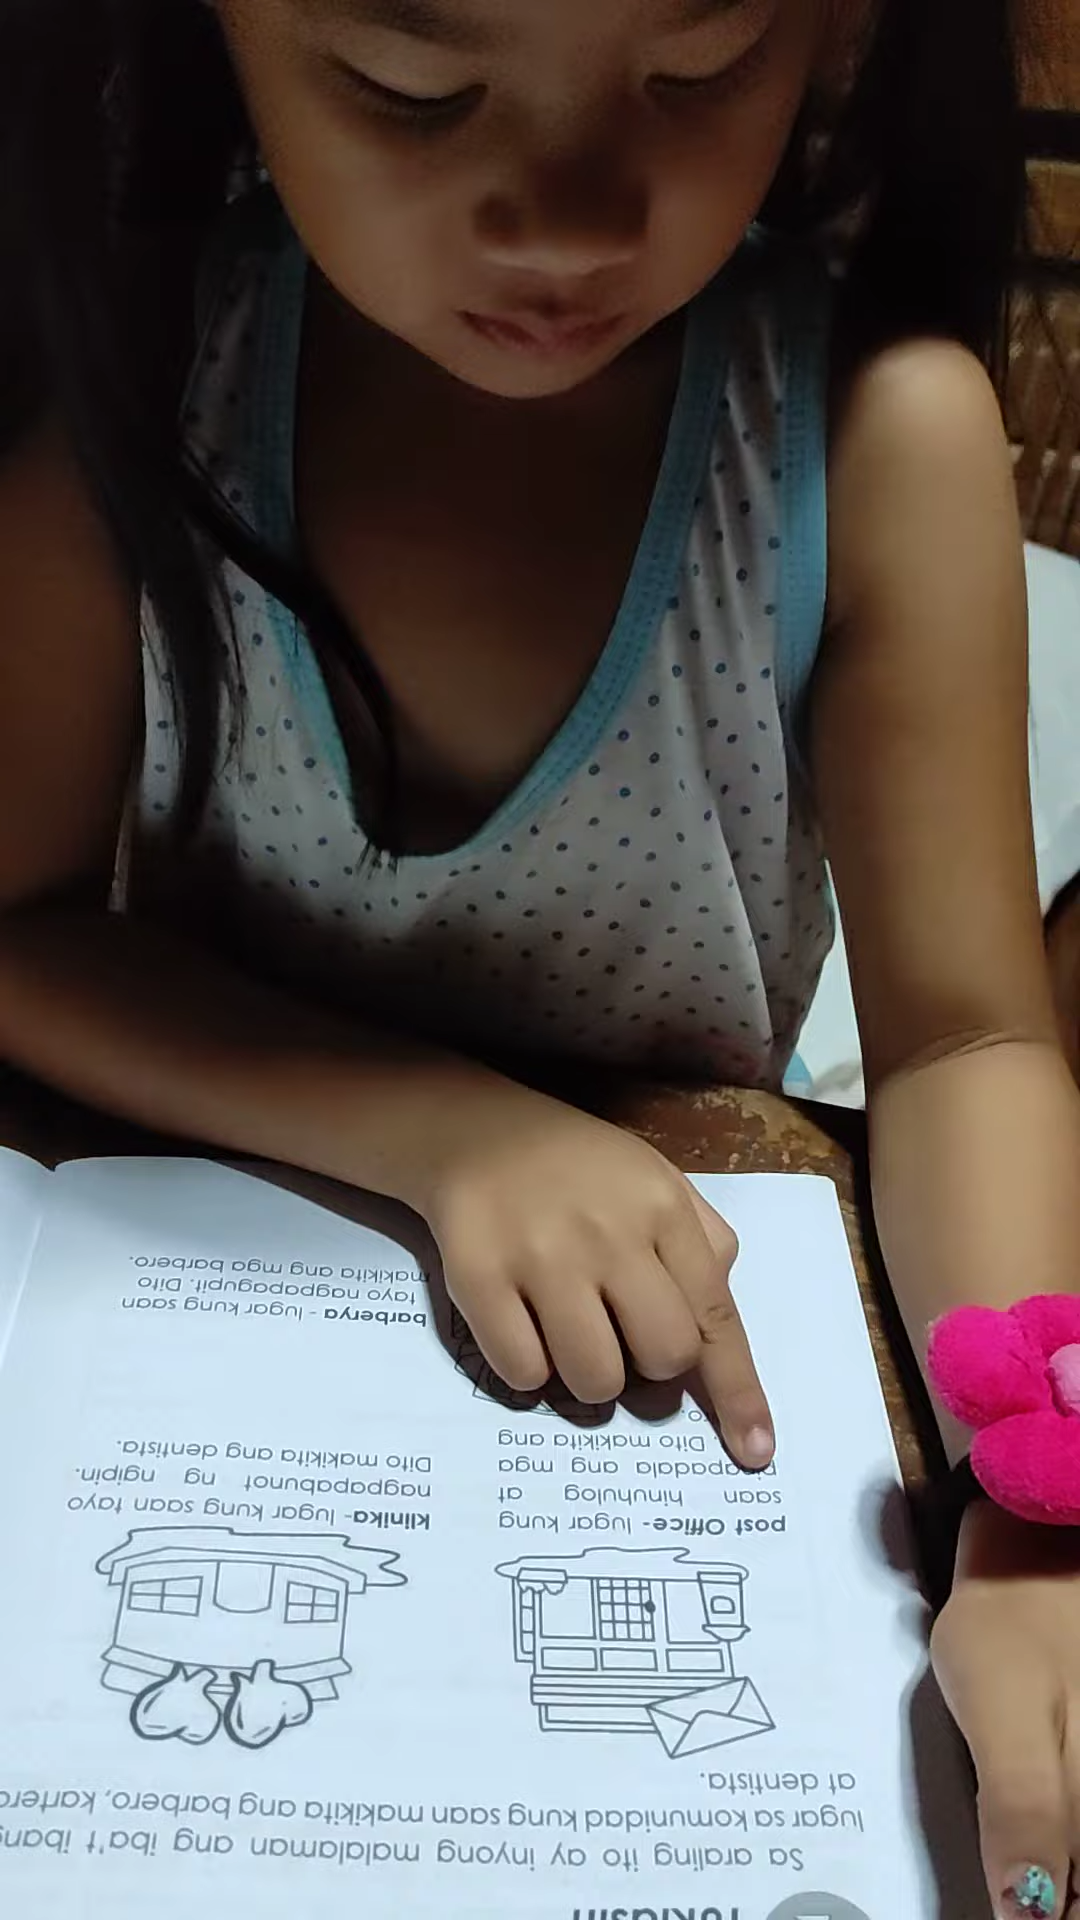 Tuklasin
Sa araling ito ay inyong malalaman ang iba't ibang
lugar sa komunidad kung saan makikita ang barbero, kartero
at dentista.
post Office- lugar kung
saan hinuhulog at
pinapadala ang mga
. Dito makikita ang
klinika- lugar kung saan tayo
nagpapabunot ng ngipin.
Dito makikita ang dentista.
barberya - lugar kung saan
tayo nagpapagupit. Dito
makikita ang mga barbero.